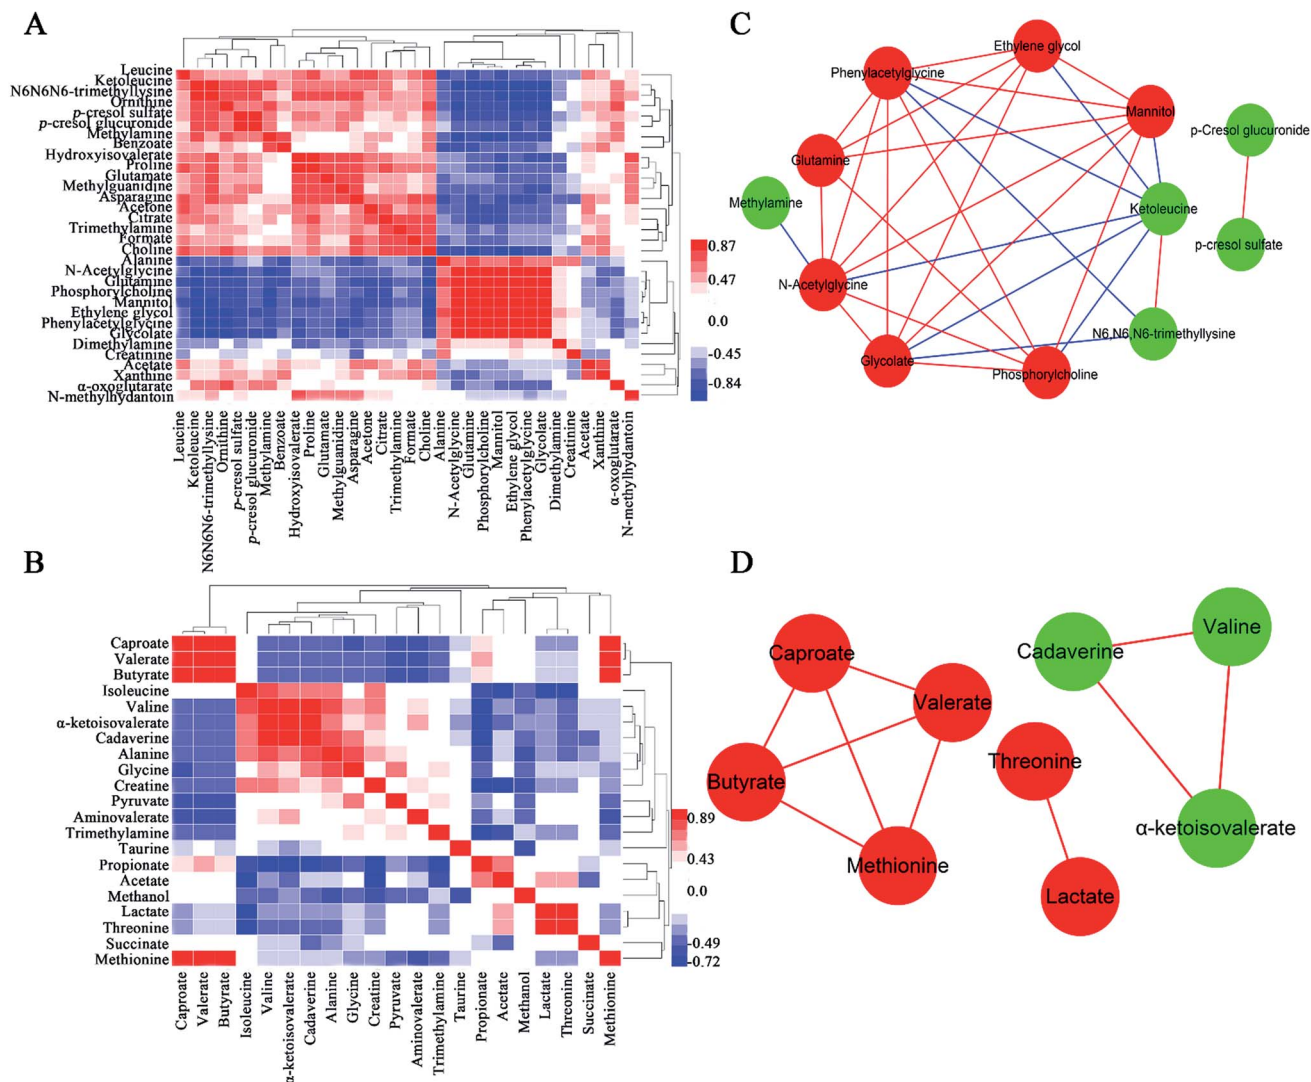 A
Leucine
Ketoleucine
N6N6N6-trimethyllysine
Ornithine
p-cresol sulfate
p-cresol glucuronide
Methylamine
Benzoate
Hydroxyisovalerate
Proline
Glutamate
Methylguanidine
Asparagine
Acetone
Citrate
Trimethylamine
Formate
Choline
Alanine
N-Acetylglycine
Glutamine
Phosphorylcholine
Mannitol
Ethylene glycol
Phenylacetylglycine
Glycolate
Dimethylamine
Creatinine
Acetate
Xanthine
α-oxoglutarate
N-methylhydantoin
0.87
0.47
0.0
-0.45
-0.84
Leucine
Ketoleucine
N6N6N6-trimethyllysine
Ornithine
p-cresol sulfate
p-cresol glucuronide
Methylamine
Benzoate
Hydroxyisovalerate
Proline
Glutamate
Methylguanidine
Asparagine
Acetone
Citrate
Trimethylamine
Formate
Choline
Alanine
N-Acetylglycine
Glutamine
Phosphorylcholine
Mannitol
Ethylene glycol
Phenylacetylglycine
Glycolate
Dimethylamine
Creatinine
Acetate
Xanthine
α-oxoglutarate
N-methylhydantoin
C
Ethylene glycol
Phenylacetylglycine
Mannitol
p-Cresol glucuronide
Glutamine
Methylamine
Ketoleucine
p-cresol sulfate
N-Acetylglycine
N6,N6,N6-trimethyllysine
Glycolate
Phosphorylcholine
B
Caproate
Valerate
Butyrate
Isoleucine
Valine
α-ketoisovalerate
Cadaverine
Alanine
Glycine
Creatine
Pyruvate
Aminovalerate
Trimethylamine
Taurine
Propionate
Acetate
Methanol
Lactate
Threonine
Succinate
Methionine
0.89
0.43
0.0
-0.49
-0.72
Caproate
Valerate
Butyrate
Isoleucine
Valine
α-ketoisovalerate
Cadaverine
Alanine
Glycine
Creatine
Pyruvate
Aminovalerate
Trimethylamine
Taurine
Propionate
Acetate
Methanol
Lactate
Threonine
Succinate
Methionine
D
Caproate
Valerate
Butyrate
Methionine
Cadaverine
Valine
Threonine
α-ketoisovalerate
Lactate